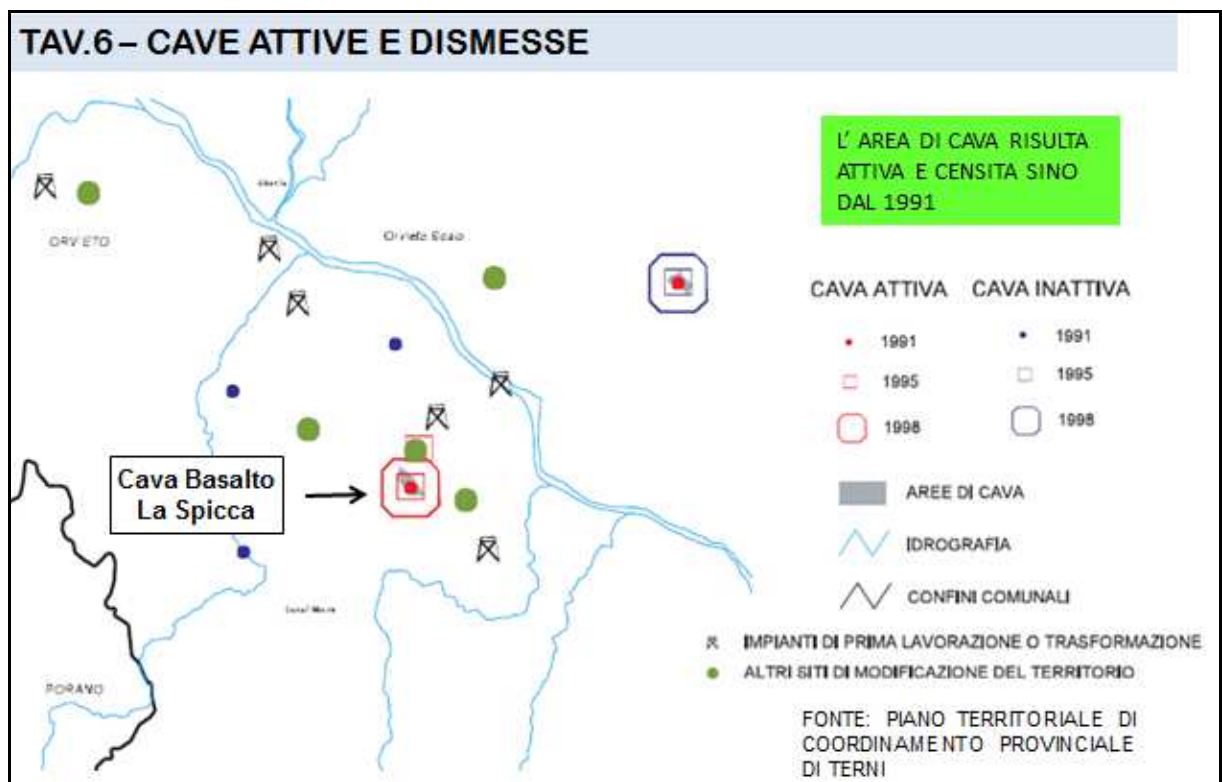 TAV.6 – CAVE ATTIVE E DISMESSE
L' AREA DI CAVA RISULTA
ATTIVA E CENSITA SINO
DAL 1991
ORVIETO
Orvieto Scalo
CAVA ATTIVA CAVA INATTIVA
1991 1991
1995 1995
1998 1998
Cava Basalto
La Spicca
AREE DI CAVA
IDROGRAFIA
CONFINI COMUNALI
IMPIANTI DI PRIMA LAVORAZIONE O TRASFORMAZIONE
ALTRI SITI DI MODIFICAZIONE DEL TERRITORIO
PORANO
FONTE: PIANO TERRITORIALE DI
COORDINAMENTO PROVINCIALE
DI TERNI